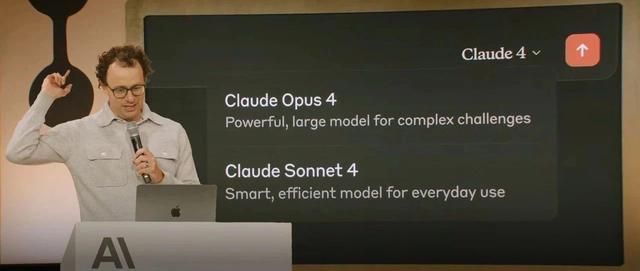 Claude 4
Claude Opus 4
Powerful, large model for complex challenges
Claude Sonnet 4
Smart, efficient model for everyday use
A\